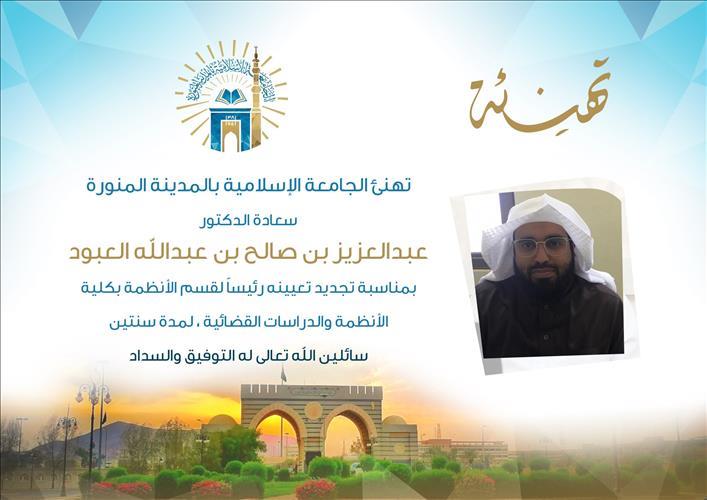 تهنئة
تهنئ الجامعة الإسلامية بالمدينة المنورة
سعادة الدكتور
عبدالعزيز بن صالح بن عبدالله العبود
بمناسبة تجديد تعيينه رئيساً لقسم الأنظمة بكلية
الأنظمة والدراسات القضائية ، لمدة سنتين
سائلين الله تعالى له التوفيق والسداد